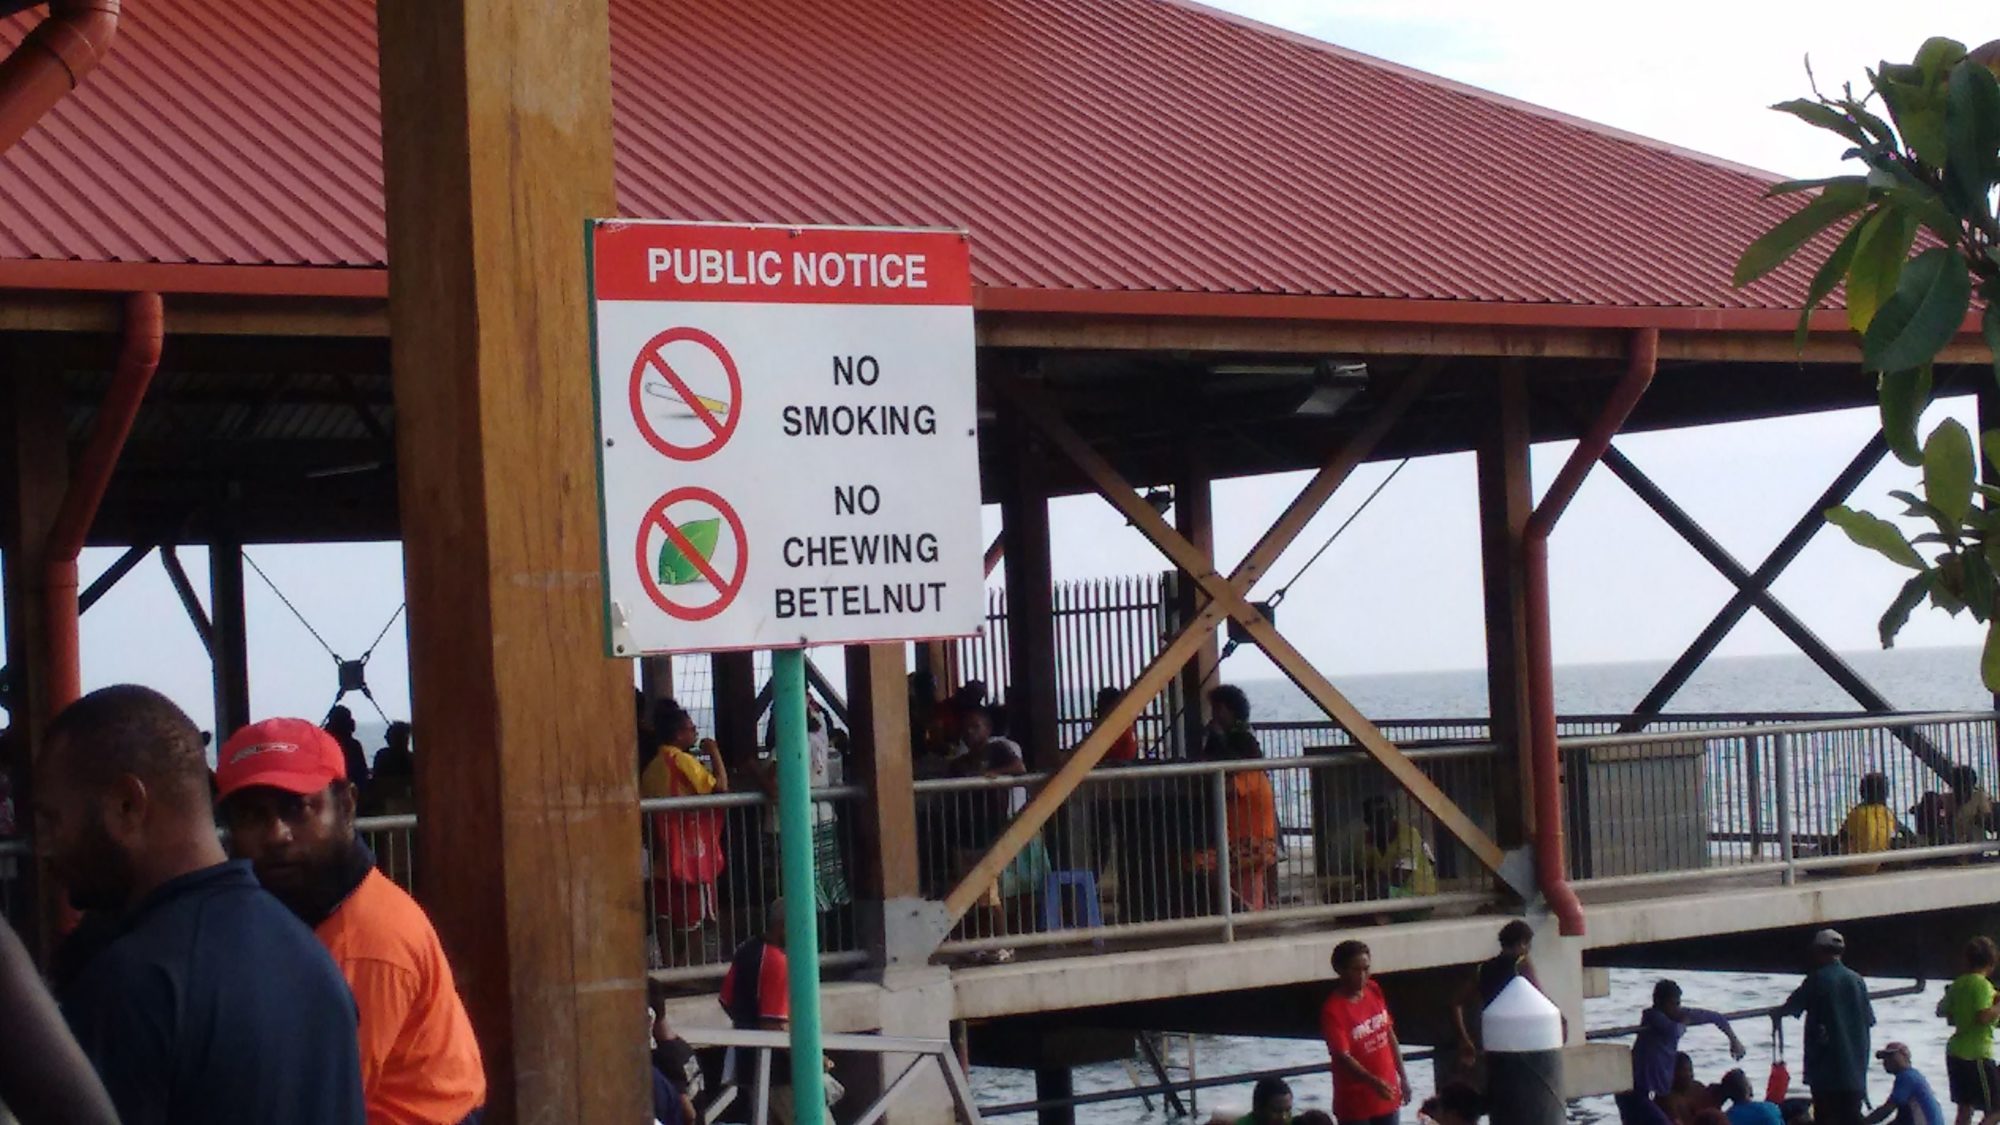 PUBLIC NOTICE
NO
SMOKING
NO
CHEWING
BETELNUT